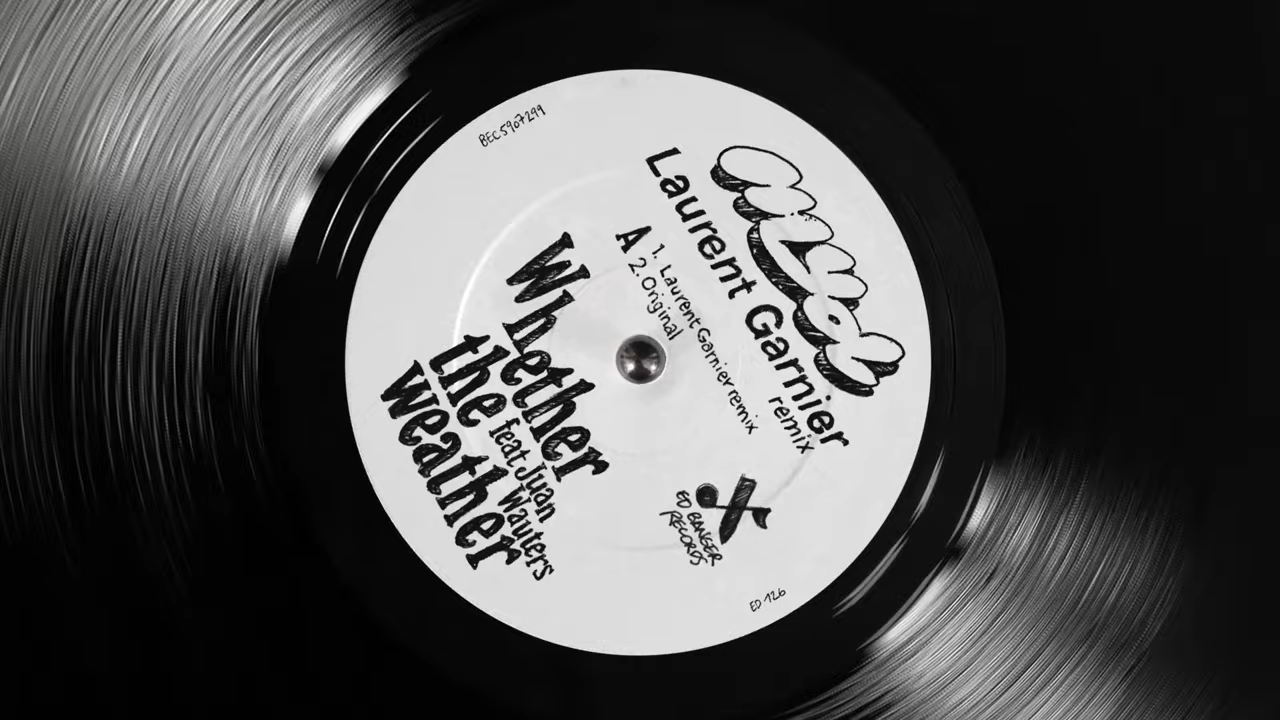 BEC5907299
Myd
Laurent Garnier
remix
A 1. Laurent Garnier remix
2. Original
Whether
the feat Juan
Wauters
weather
ED BANGER
RECORDS
ED 126